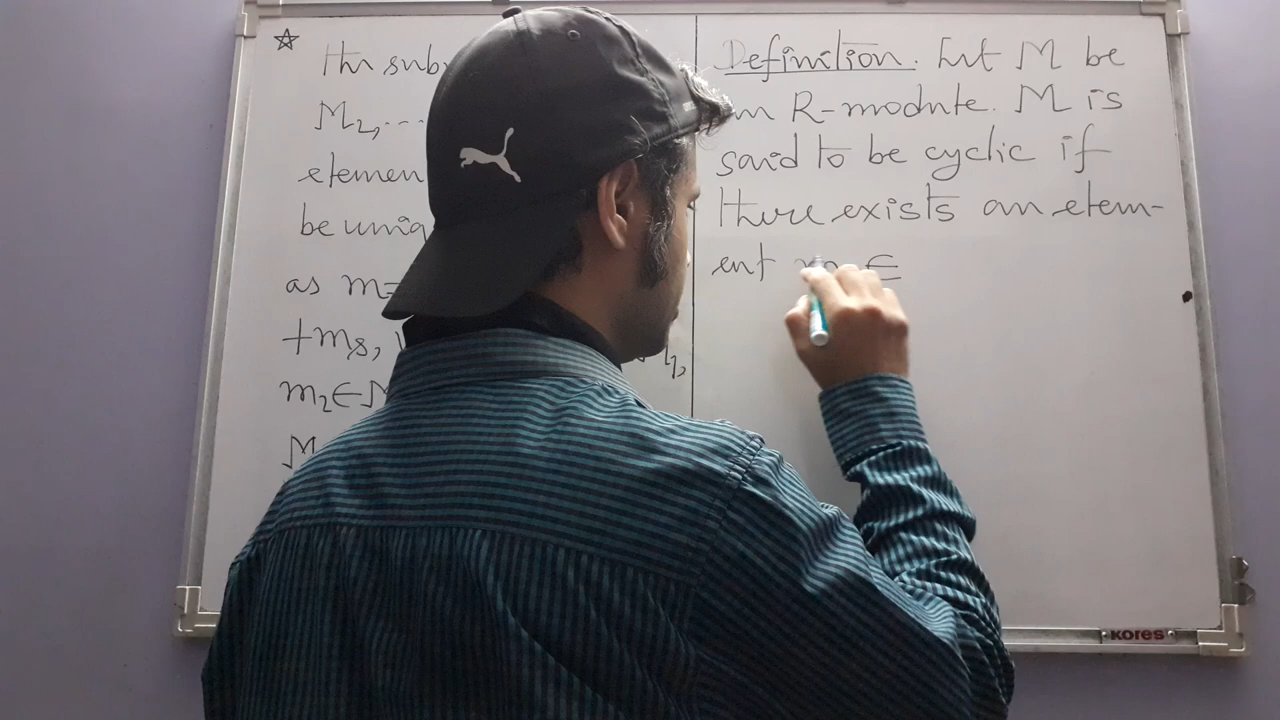 The sub
M₂,...
elemen
be uniq
as m=
+m₈,
m₂∈M
M
Definition. Let M be
an R-module. M is
said to be cyclic if
there exists an elem-
ent m₀ ∈
KORES